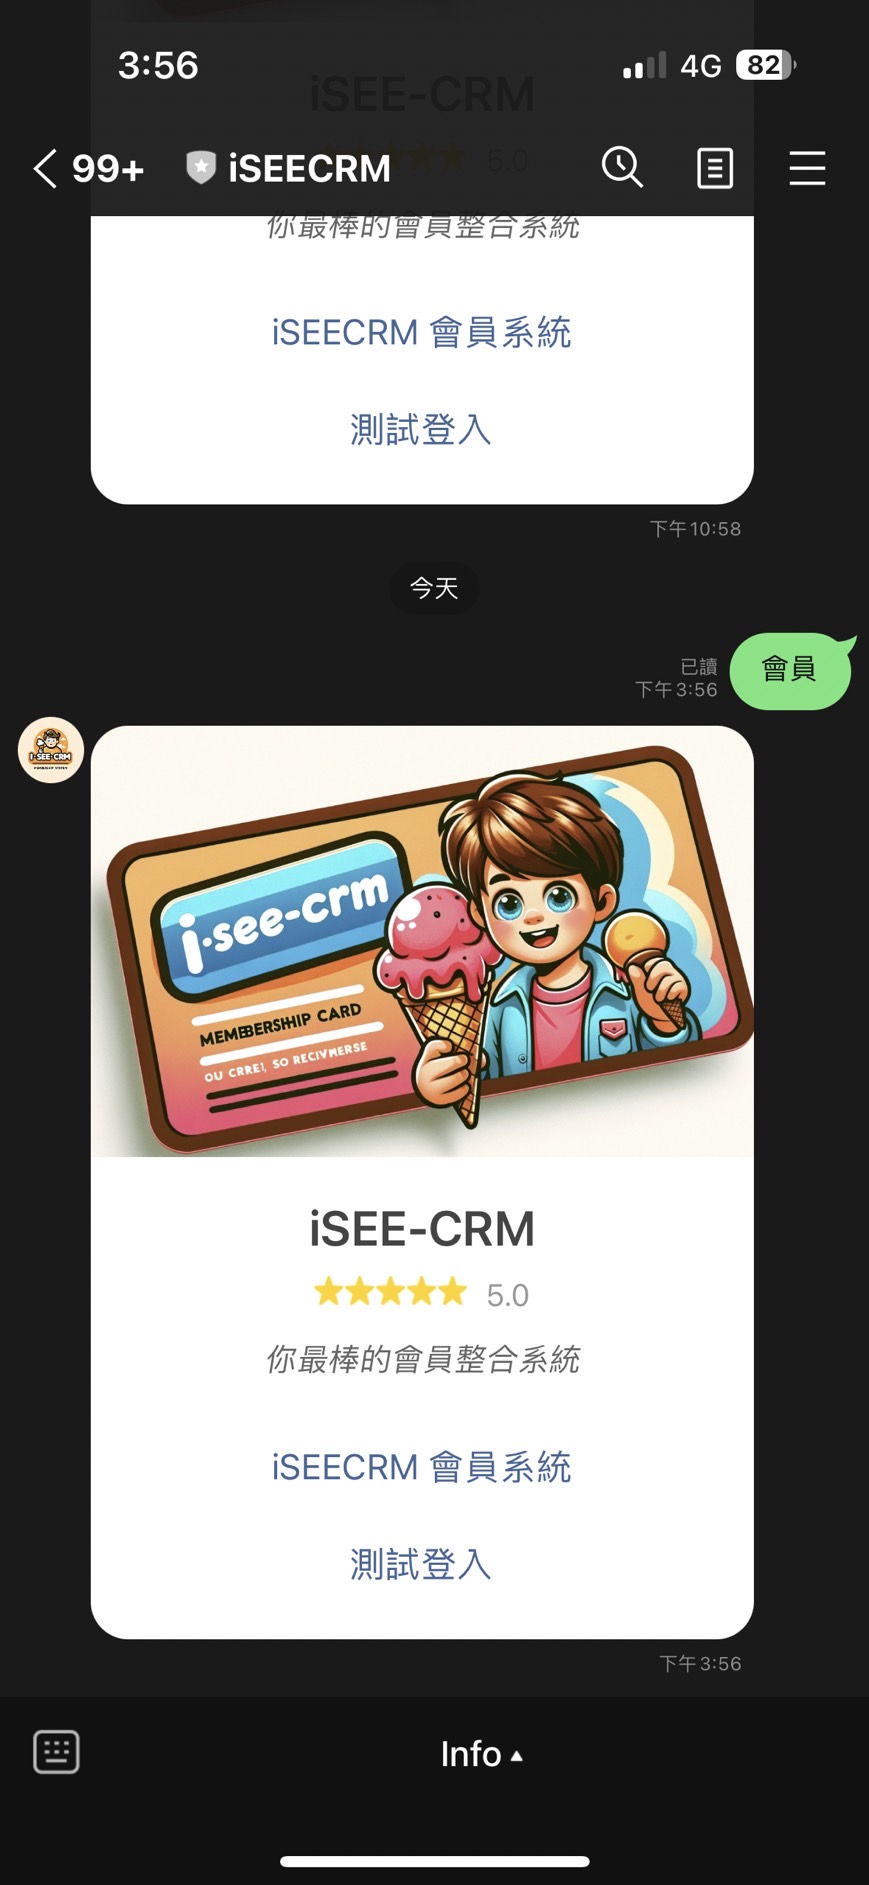 3:56
4G
82
iSEE-CRM
99+
iSEECRM
5.0
你最棒的會員整合系統
iSEECRM 會員系統
測試登入
下午10:58
今天
已讀
下午3:56
會員
I·SEE·CRM
i·see-crm
MEMBERSHIP CARD
OU CRRE!, SO RECIVMERSE
iSEE-CRM
5.0
你最棒的會員整合系統
iSEECRM 會員系統
測試登入
下午3:56
Info